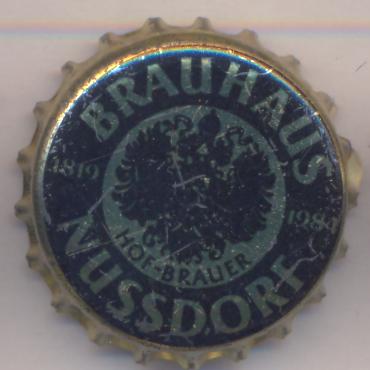 BRAUHAUS
1819
1984
HOF-BRAUER
NUSSDORF